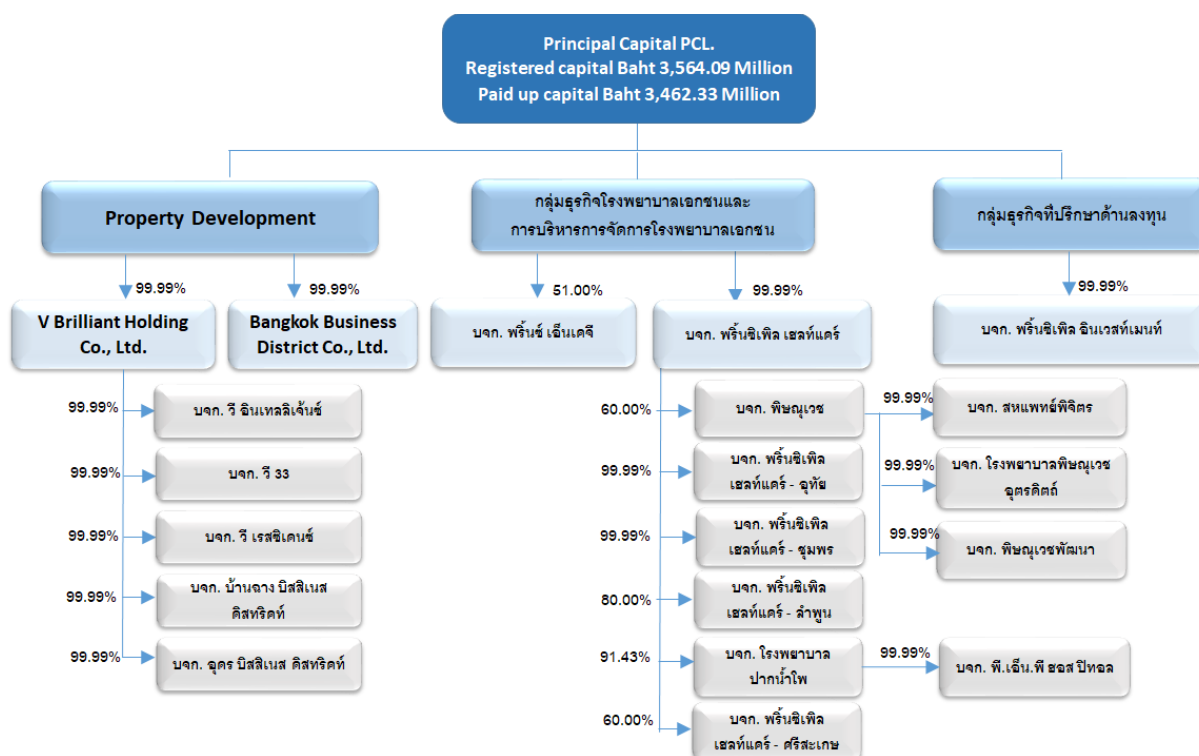 Principal Capital PCL.
Registered capital Baht 3,564.09 Million
Paid up capital Baht 3,462.33 Million
Property Development
กลุ่มธุรกิจโรงพยาบาลเอกชนและ
การบริหารการจัดการโรงพยาบาลเอกชน
กลุ่มธุรกิจที่ปรึกษาด้านลงทุน
99.99%
99.99%
51.00%
99.99%
99.99%
V Brilliant Holding
Co., Ltd.
Bangkok Business
District Co., Ltd.
บจก. พริ้นซ์ เอ็นเคจี
บจก. พริ้นซิเพิล เฮลท์แคร์
บจก. พริ้นซิเพิล อินเวสท์เมนท์
99.99%
บจก. วี อินเทลลิเจ้นซ์
99.99%
บจก. วี 33
99.99%
บจก. วี เรสซิเดนซ์
99.99%
บจก. บ้านฉาง บิสสิเนส
ดิสทริคท์
99.99%
บจก. อุดร บิสสิเนส ดิสทริคท์
60.00%
บจก. พิษณุเวช
99.99%
บจก. พริ้นซิเพิล
เฮลท์แคร์ - อุทัย
99.99%
บจก. พริ้นซิเพิล
เฮลท์แคร์ - ชุมพร
80.00%
บจก. พริ้นซิเพิล
เฮลท์แคร์ - ลำพูน
91.43%
บจก. โรงพยาบาล
ปากน้ำโพ
60.00%
บจก. พริ้นซิเพิล
เฮลท์แคร์ - ศรีสะเกษ
99.99%
บจก. สหแพทย์พิจิตร
99.99%
บจก. โรงพยาบาลพิษณุเวช
อุตรดิตถ์
99.99%
บจก. พิษณุเวชพัฒนา
99.99%
บจก. พี.เอ็น.พี ฮอส ปิทอล